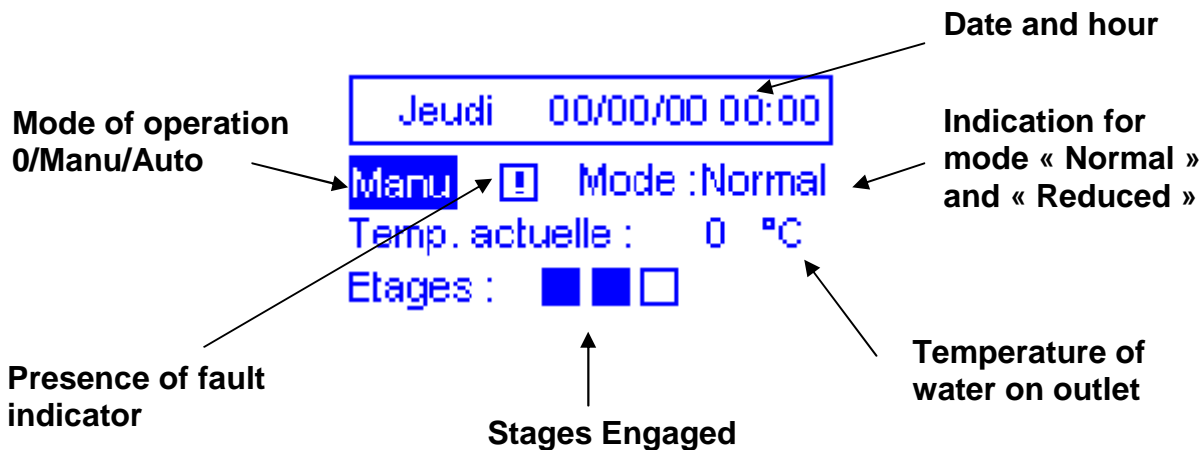 Date and hour
Jeudi 00/00/00 00:00
Mode of operation
0/Manu/Auto
Indication for
mode « Normal »
and « Reduced »
Manu ! Mode :Normal
Temp. actuelle : 0 °C
Etages :
Presence of fault
indicator
Temperature of
water on outlet
Stages Engaged